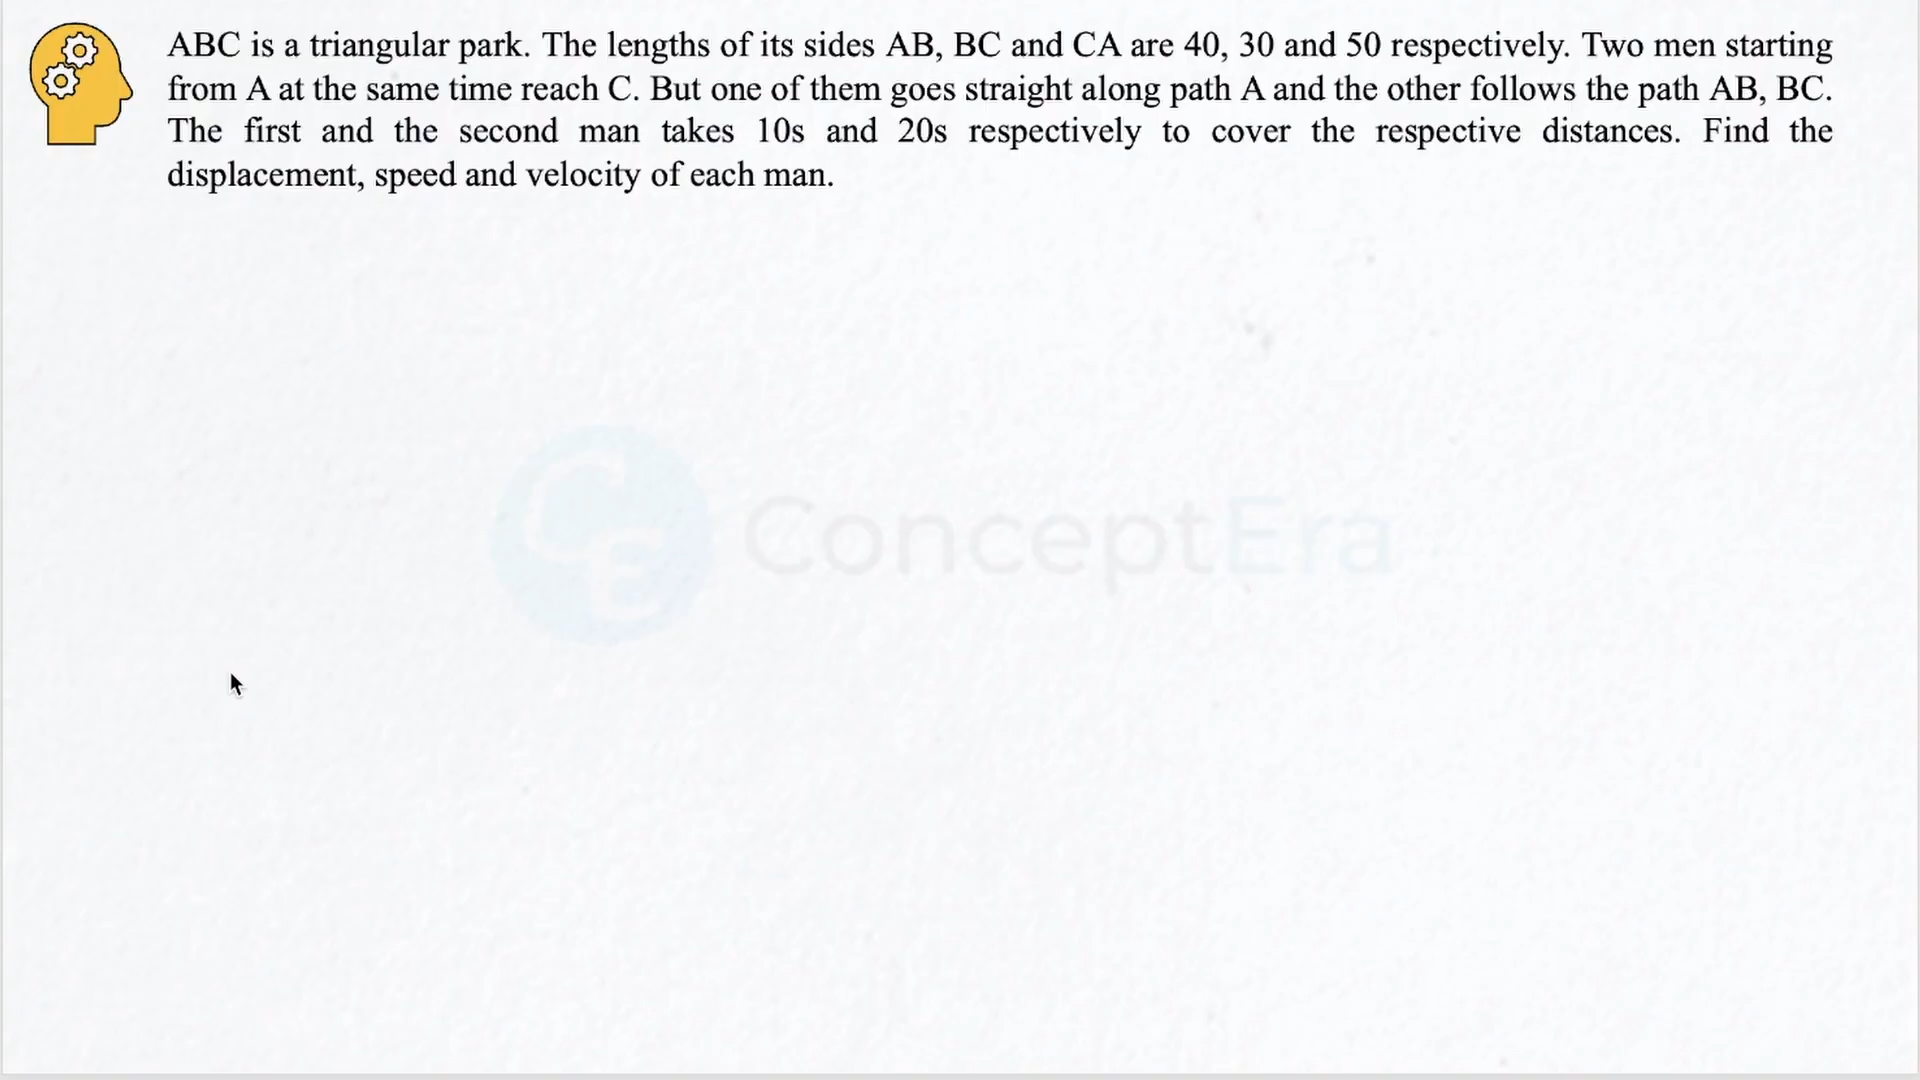 ABC is a triangular park. The lengths of its sides AB, BC and CA are 40, 30 and 50 respectively. Two men starting
from A at the same time reach C. But one of them goes straight along path A and the other follows the path AB, BC.
The first and the second man takes 10s and 20s respectively to cover the respective distances. Find the
displacement, speed and velocity of each man.
CE ConceptEra